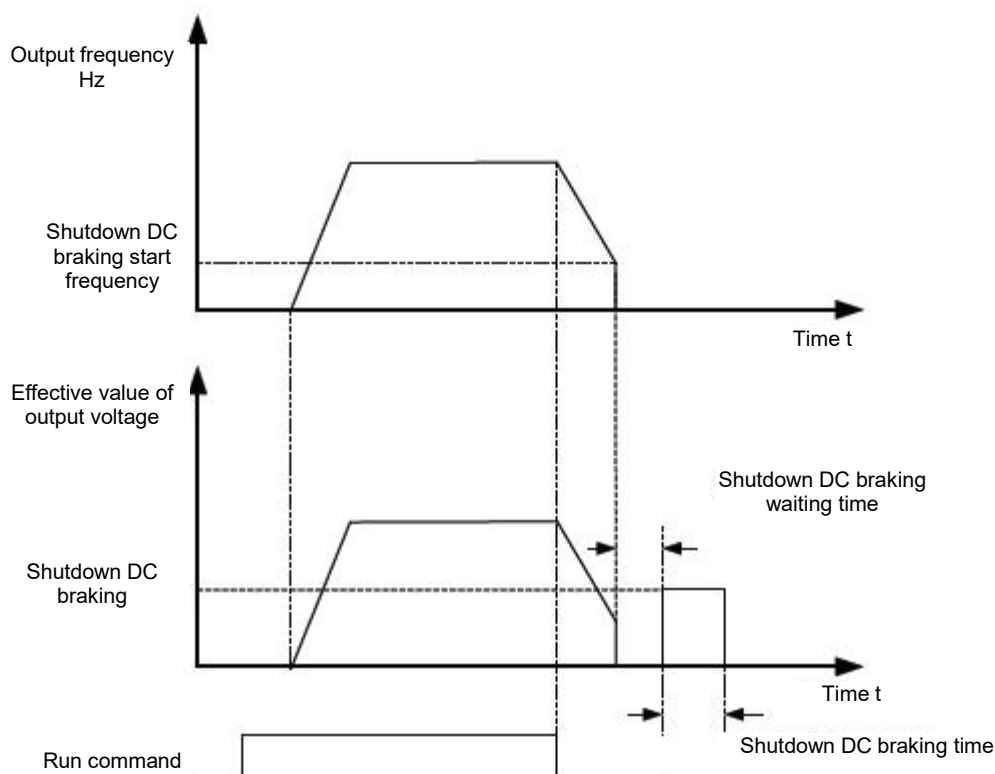 Output frequency
Hz
Shutdown DC
braking start
frequency
Time t
Effective value of
output voltage
Shutdown DC braking
waiting time
Shutdown DC
braking
Time t
Shutdown DC braking time
Run command